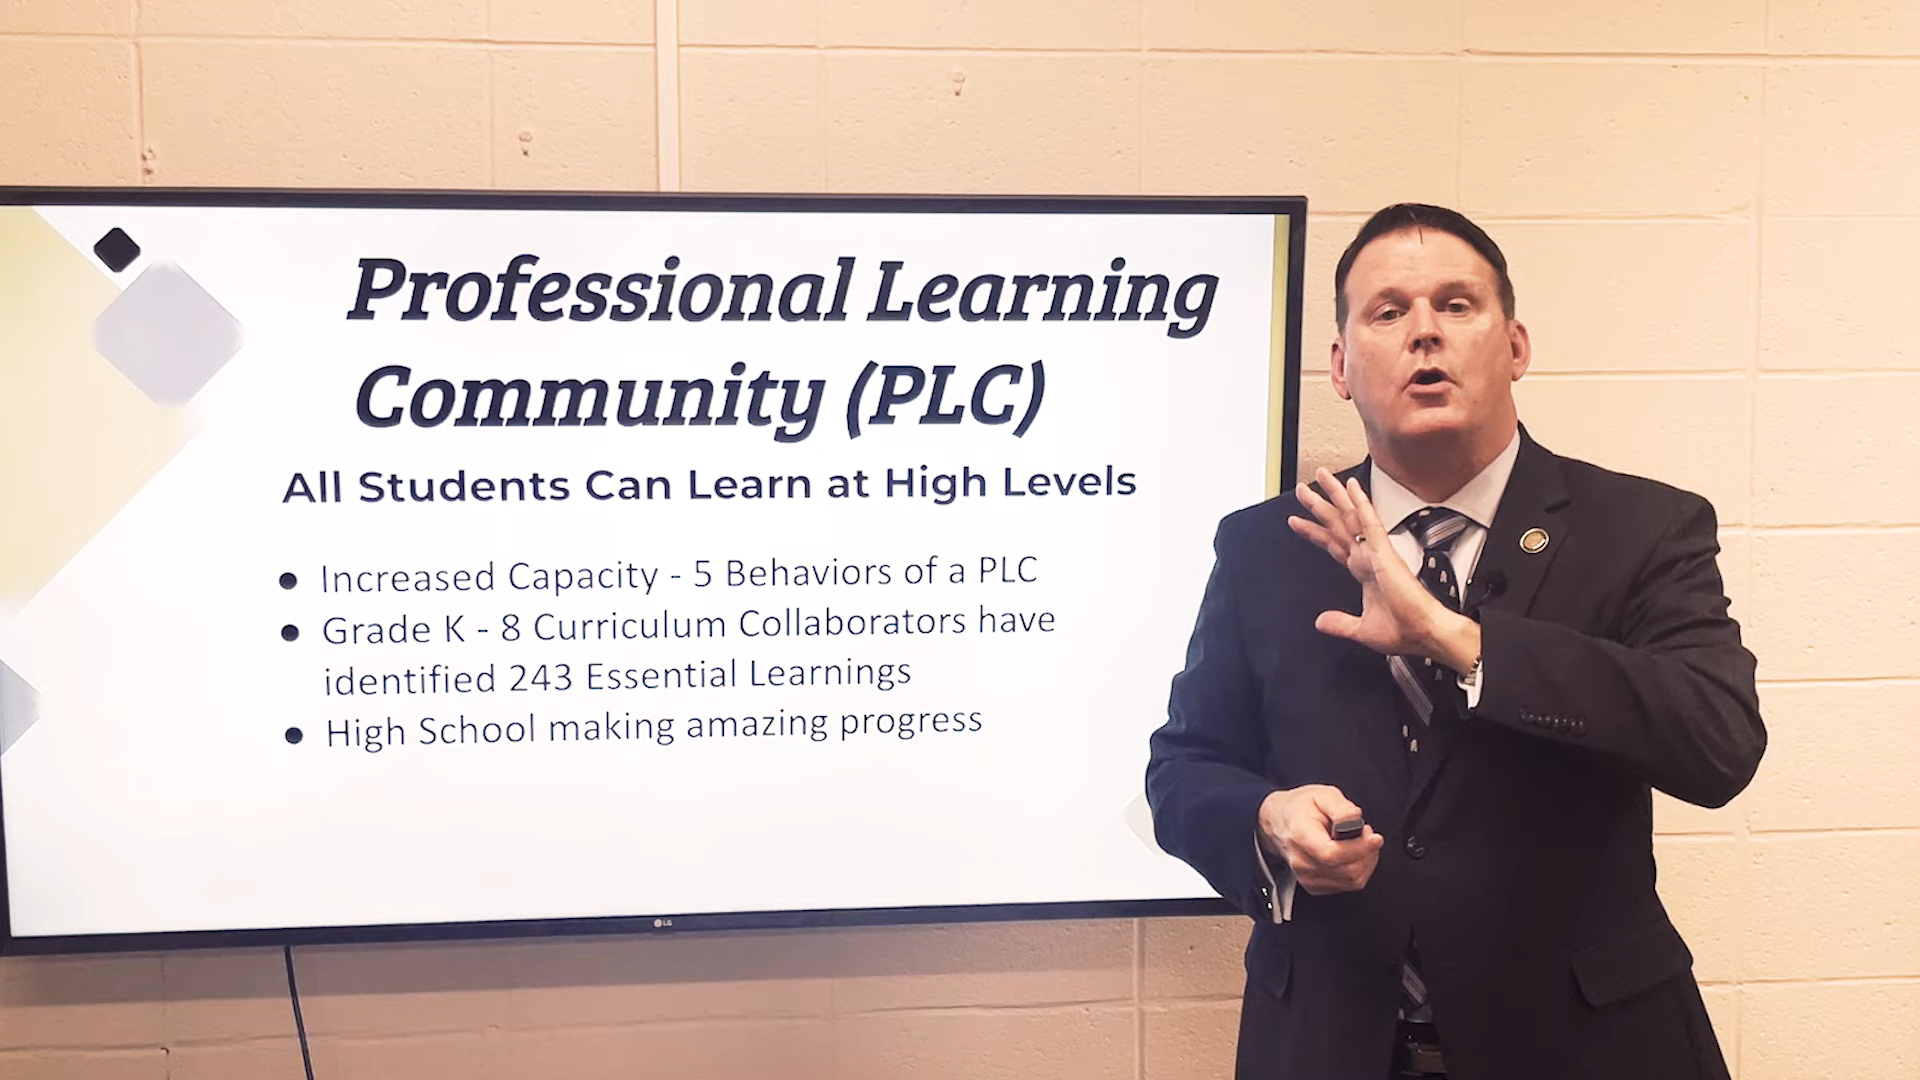 Professional Learning
Community (PLC)
All Students Can Learn at High Levels
● Increased Capacity - 5 Behaviors of a PLC
● Grade K - 8 Curriculum Collaborators have
identified 243 Essential Learnings
● High School making amazing progress
LG